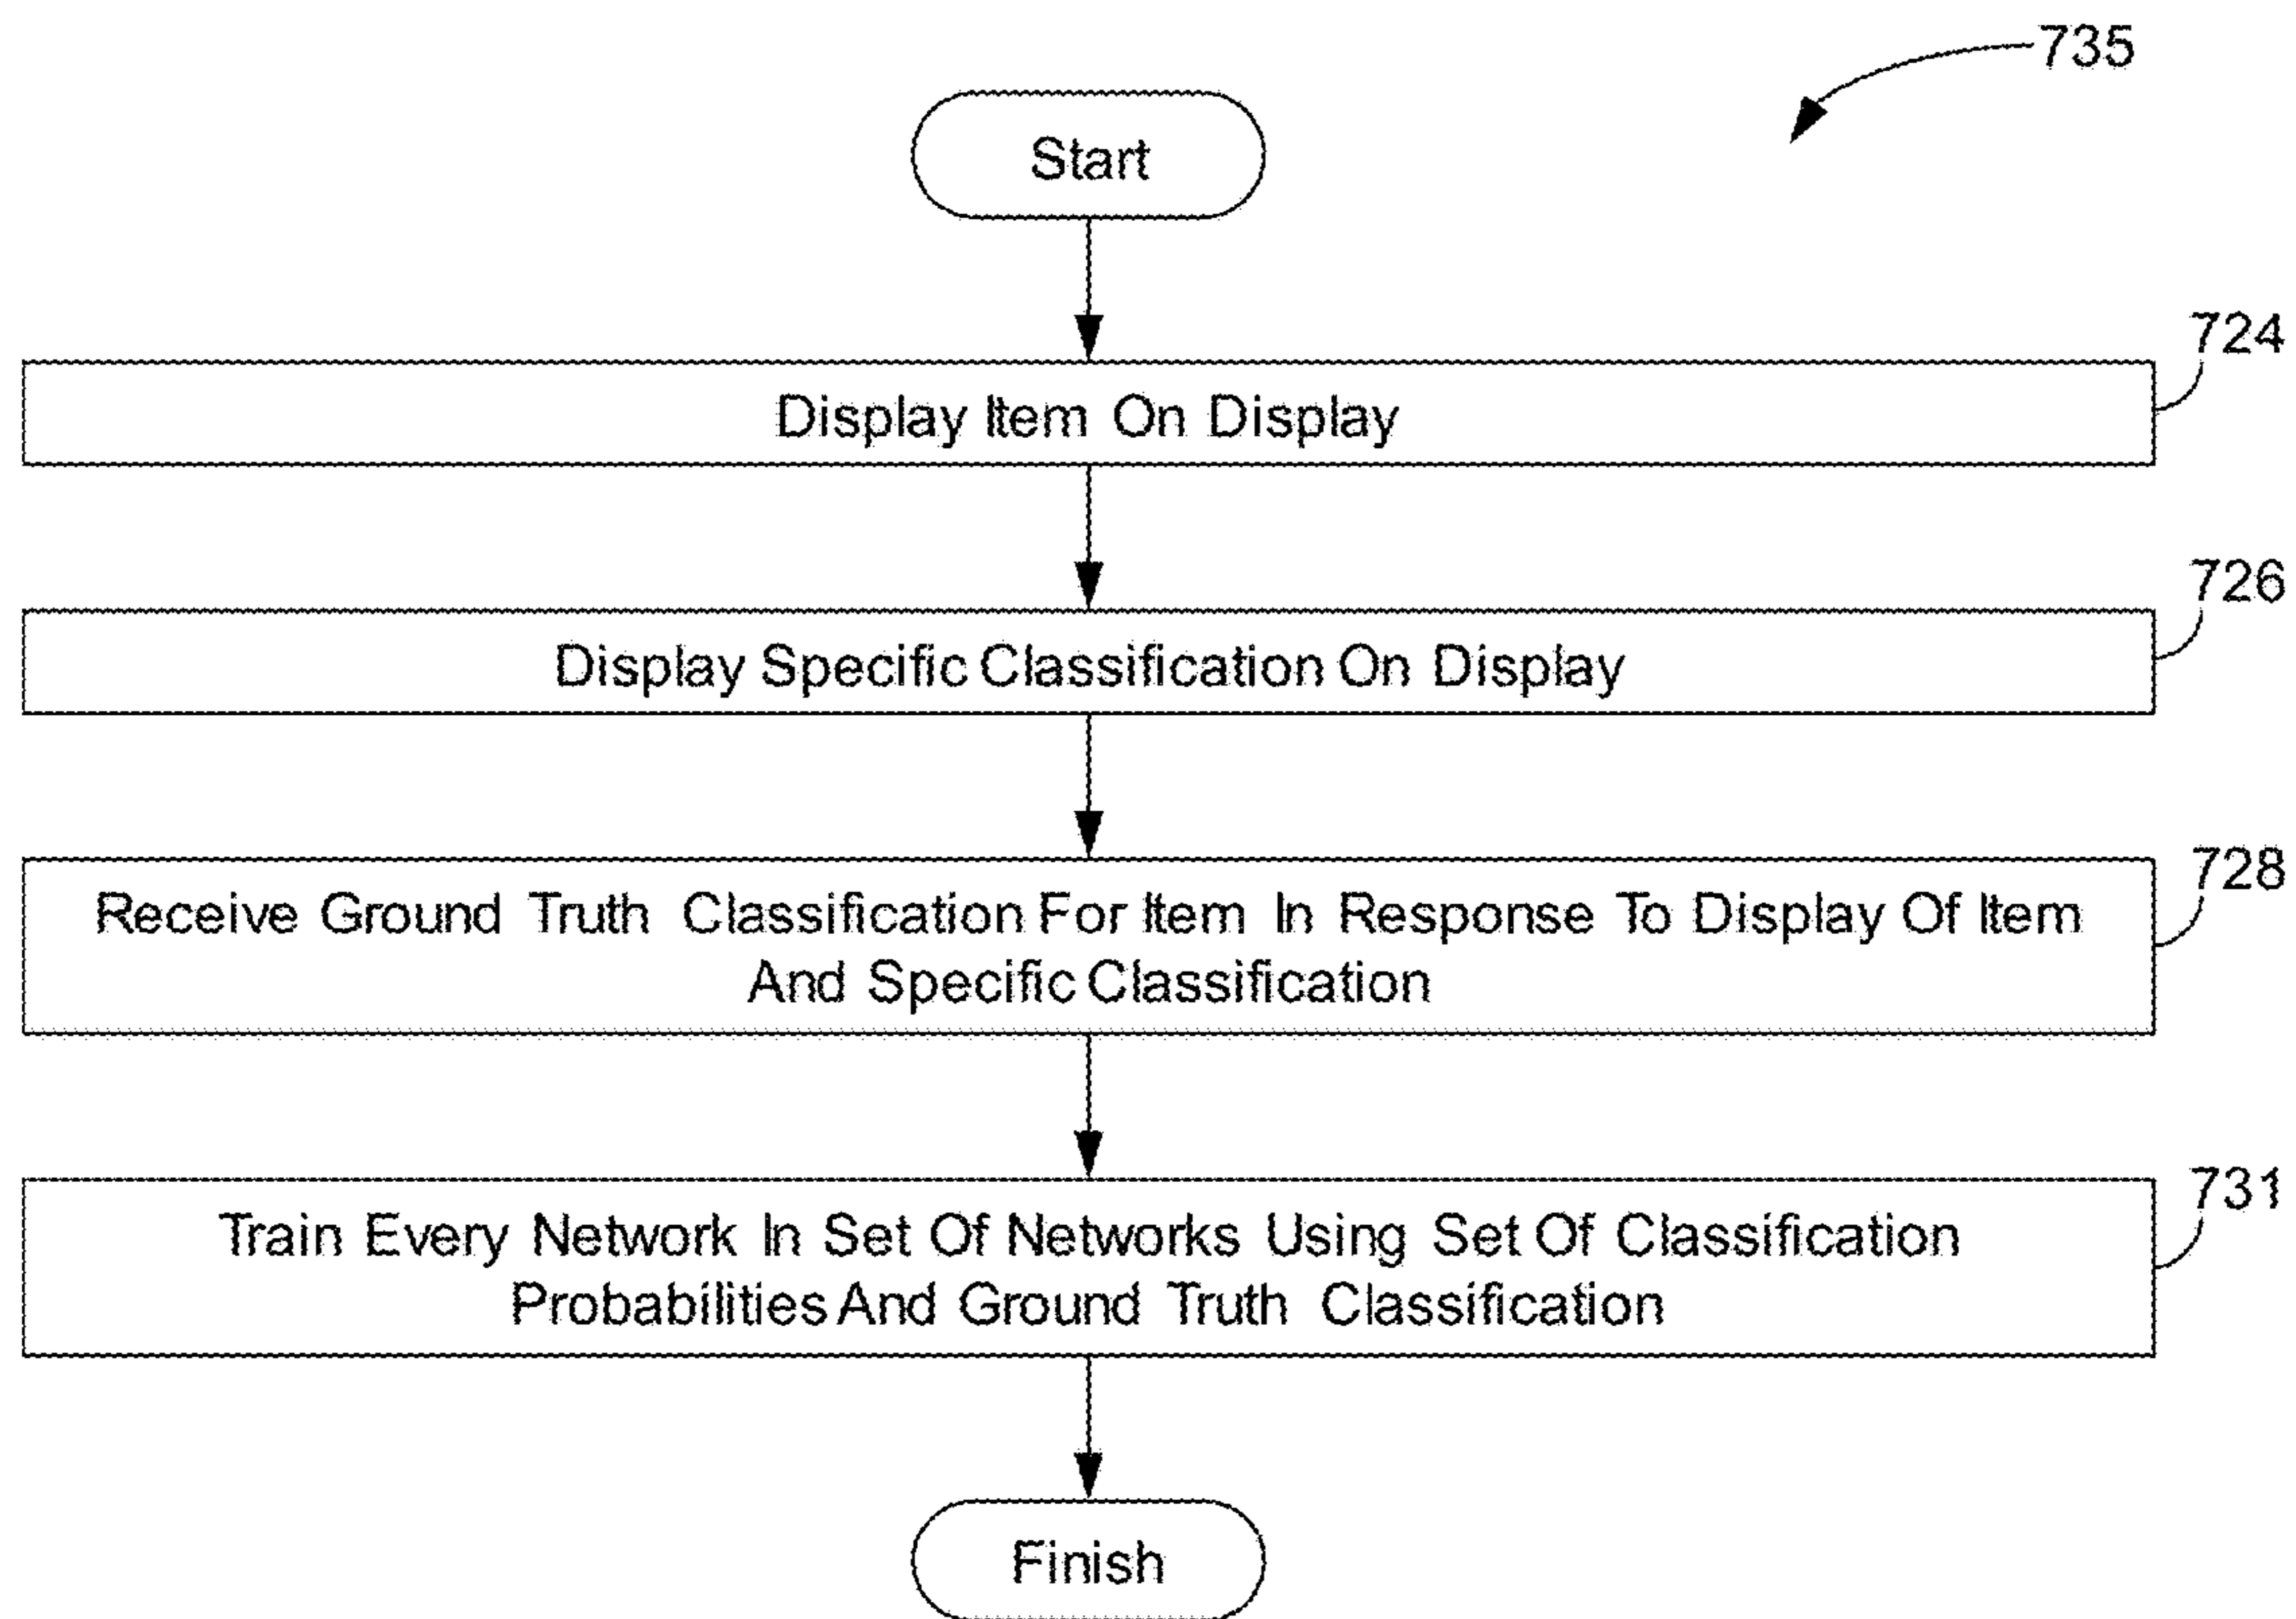 735
Start
724
Display Item On Display
726
Display Specific Classification On Display
728
Receive Ground Truth Classification For Item In Response To Display Of Item
And Specific Classification
731
Train Every Network In Set Of Networks Using Set Of Classification
Probabilities And Ground Truth Classification
Finish